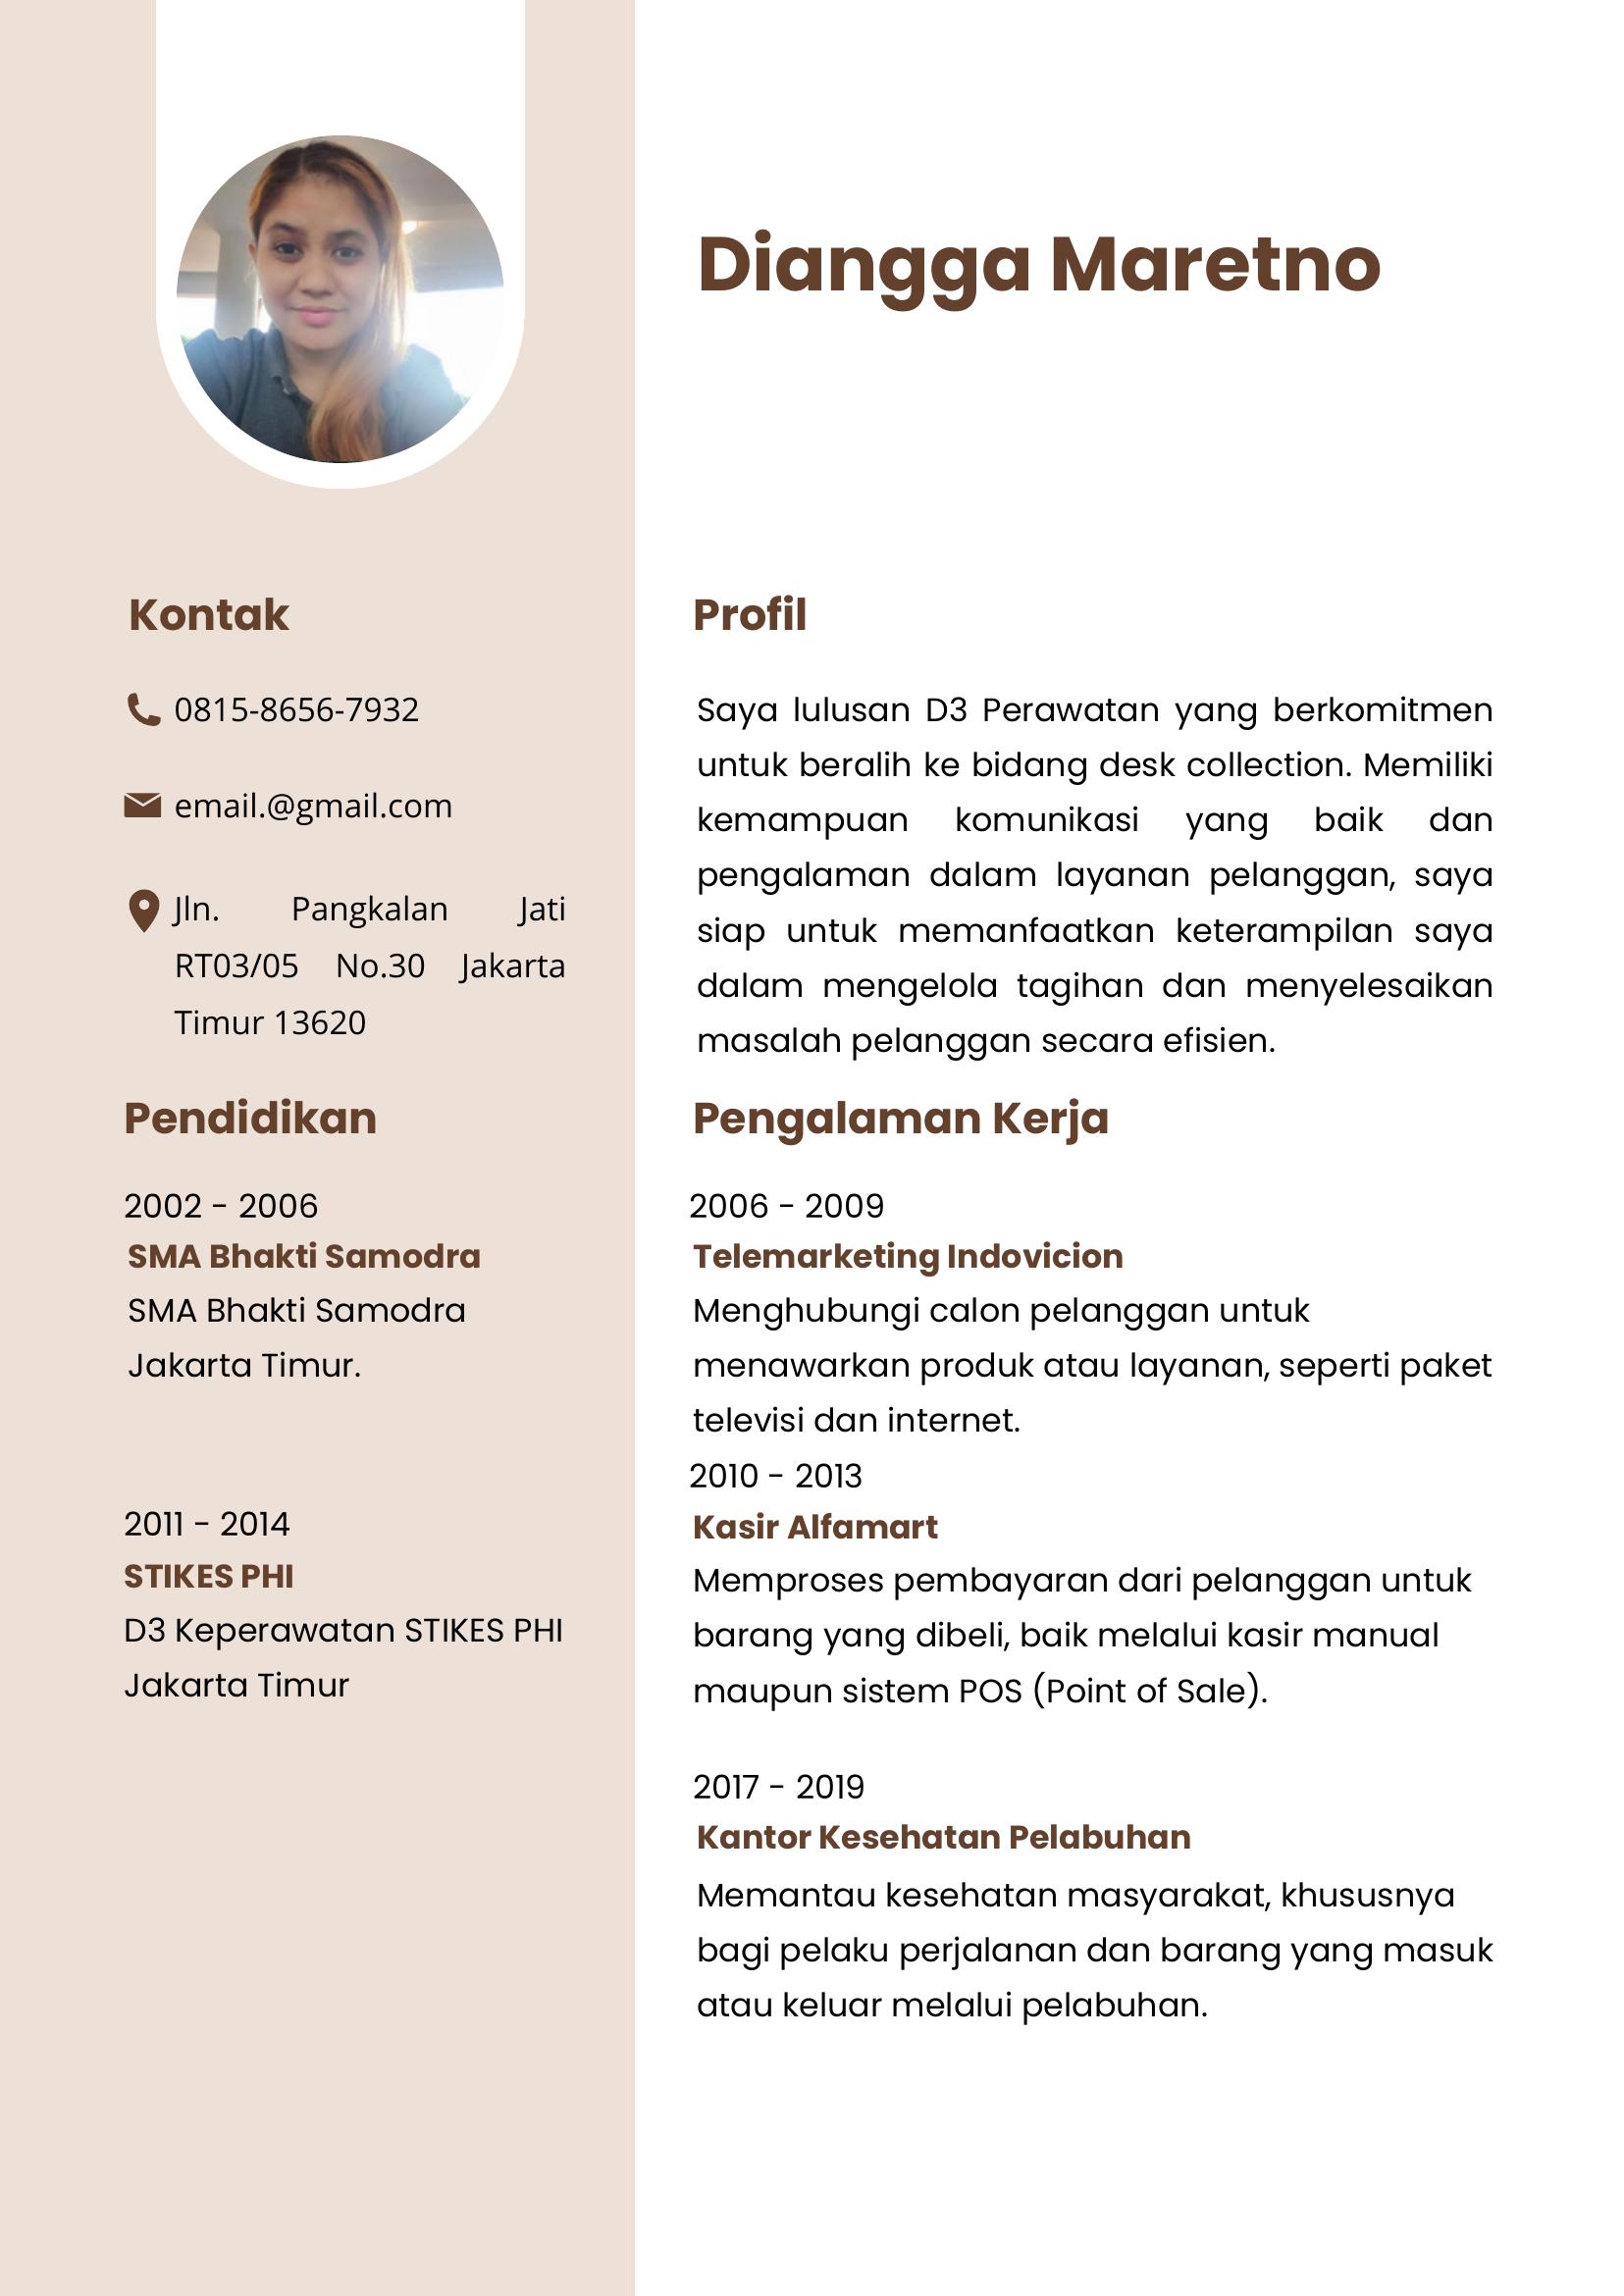 Diangga Maretno
Kontak
0815-8656-7932
email.@gmail.com
Jln. Pangkalan Jati
RT03/05 No.30 Jakarta
Timur 13620
Pendidikan
2002 - 2006
SMA Bhakti Samodra
SMA Bhakti Samodra
Jakarta Timur.
2011 - 2014
STIKES PHI
D3 Keperawatan STIKES PHI
Jakarta Timur
Profil
Saya lulusan D3 Perawatan yang berkomitmen
untuk beralih ke bidang desk collection. Memiliki
kemampuan komunikasi yang baik dan
pengalaman dalam layanan pelanggan, saya
siap untuk memanfaatkan keterampilan saya
dalam mengelola tagihan dan menyelesaikan
masalah pelanggan secara efisien.
Pengalaman Kerja
2006 - 2009
Telemarketing Indovicion
Menghubungi calon pelanggan untuk
menawarkan produk atau layanan, seperti paket
televisi dan internet.
2010 - 2013
Kasir Alfamart
Memproses pembayaran dari pelanggan untuk
barang yang dibeli, baik melalui kasir manual
maupun sistem POS (Point of Sale).
2017 - 2019
Kantor Kesehatan Pelabuhan
Memantau kesehatan masyarakat, khususnya
bagi pelaku perjalanan dan barang yang masuk
atau keluar melalui pelabuhan.